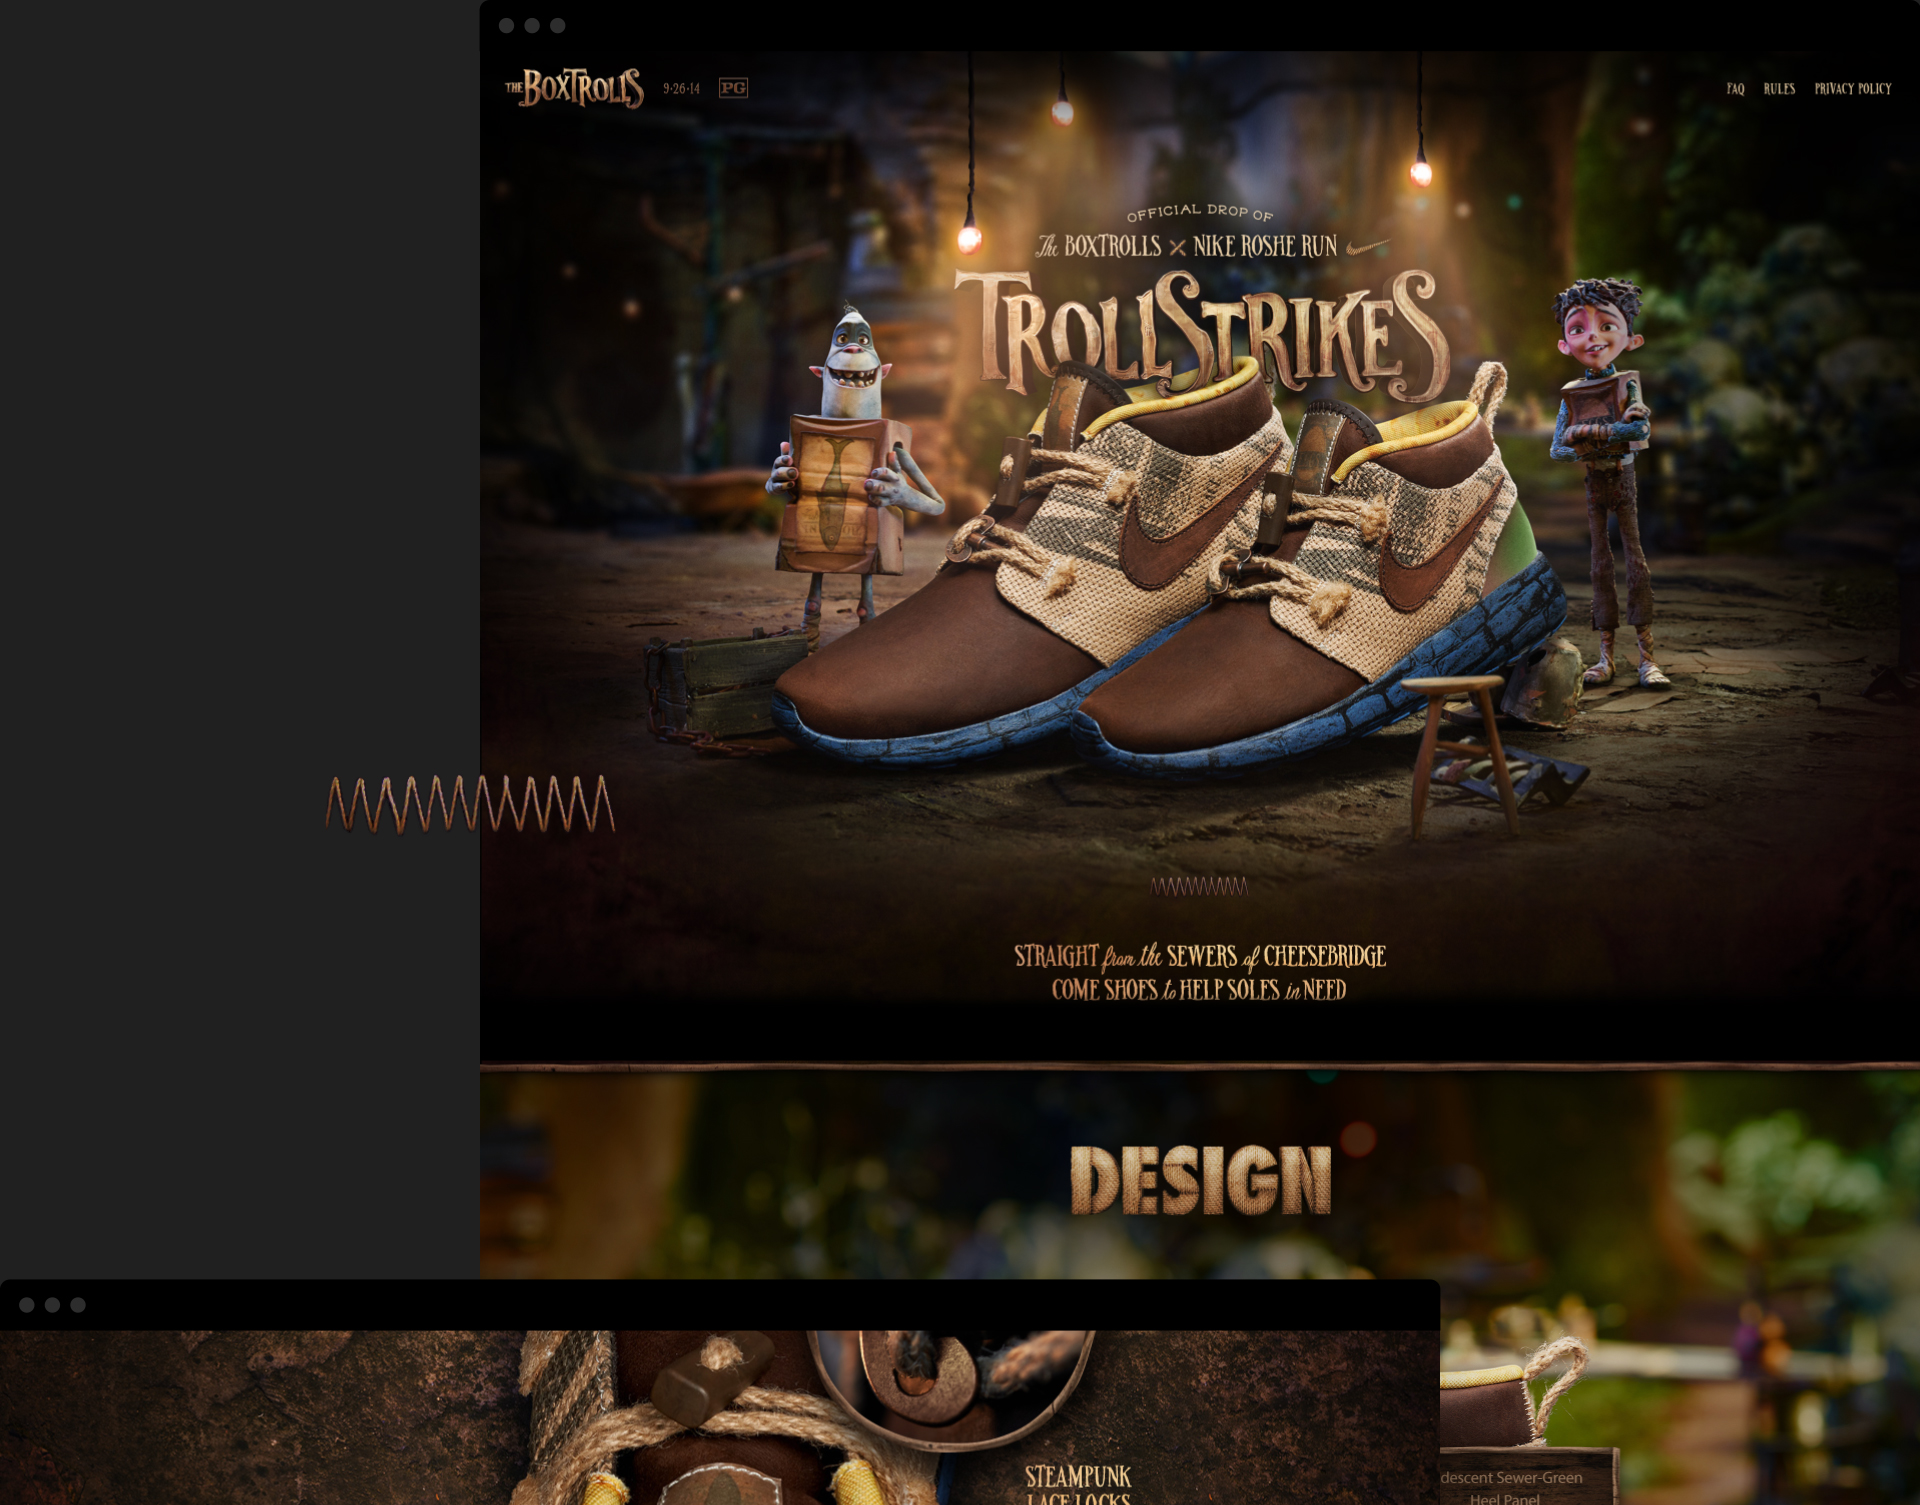 THE BOXTROLLS
9·26·14
PG
FAQ RULES PRIVACY POLICY
OFFICIAL DROP OF
The BOXTROLLS X NIKE ROSHE RUN
TROLLSTRIKES
STRAIGHT from the SEWERS of CHEESEBRIDGE
COME SHOES to HELP SOLES in NEED
DESIGN
STEAMPUNK
LACE LOCKS
descent Sewer-Green
Heel Panel